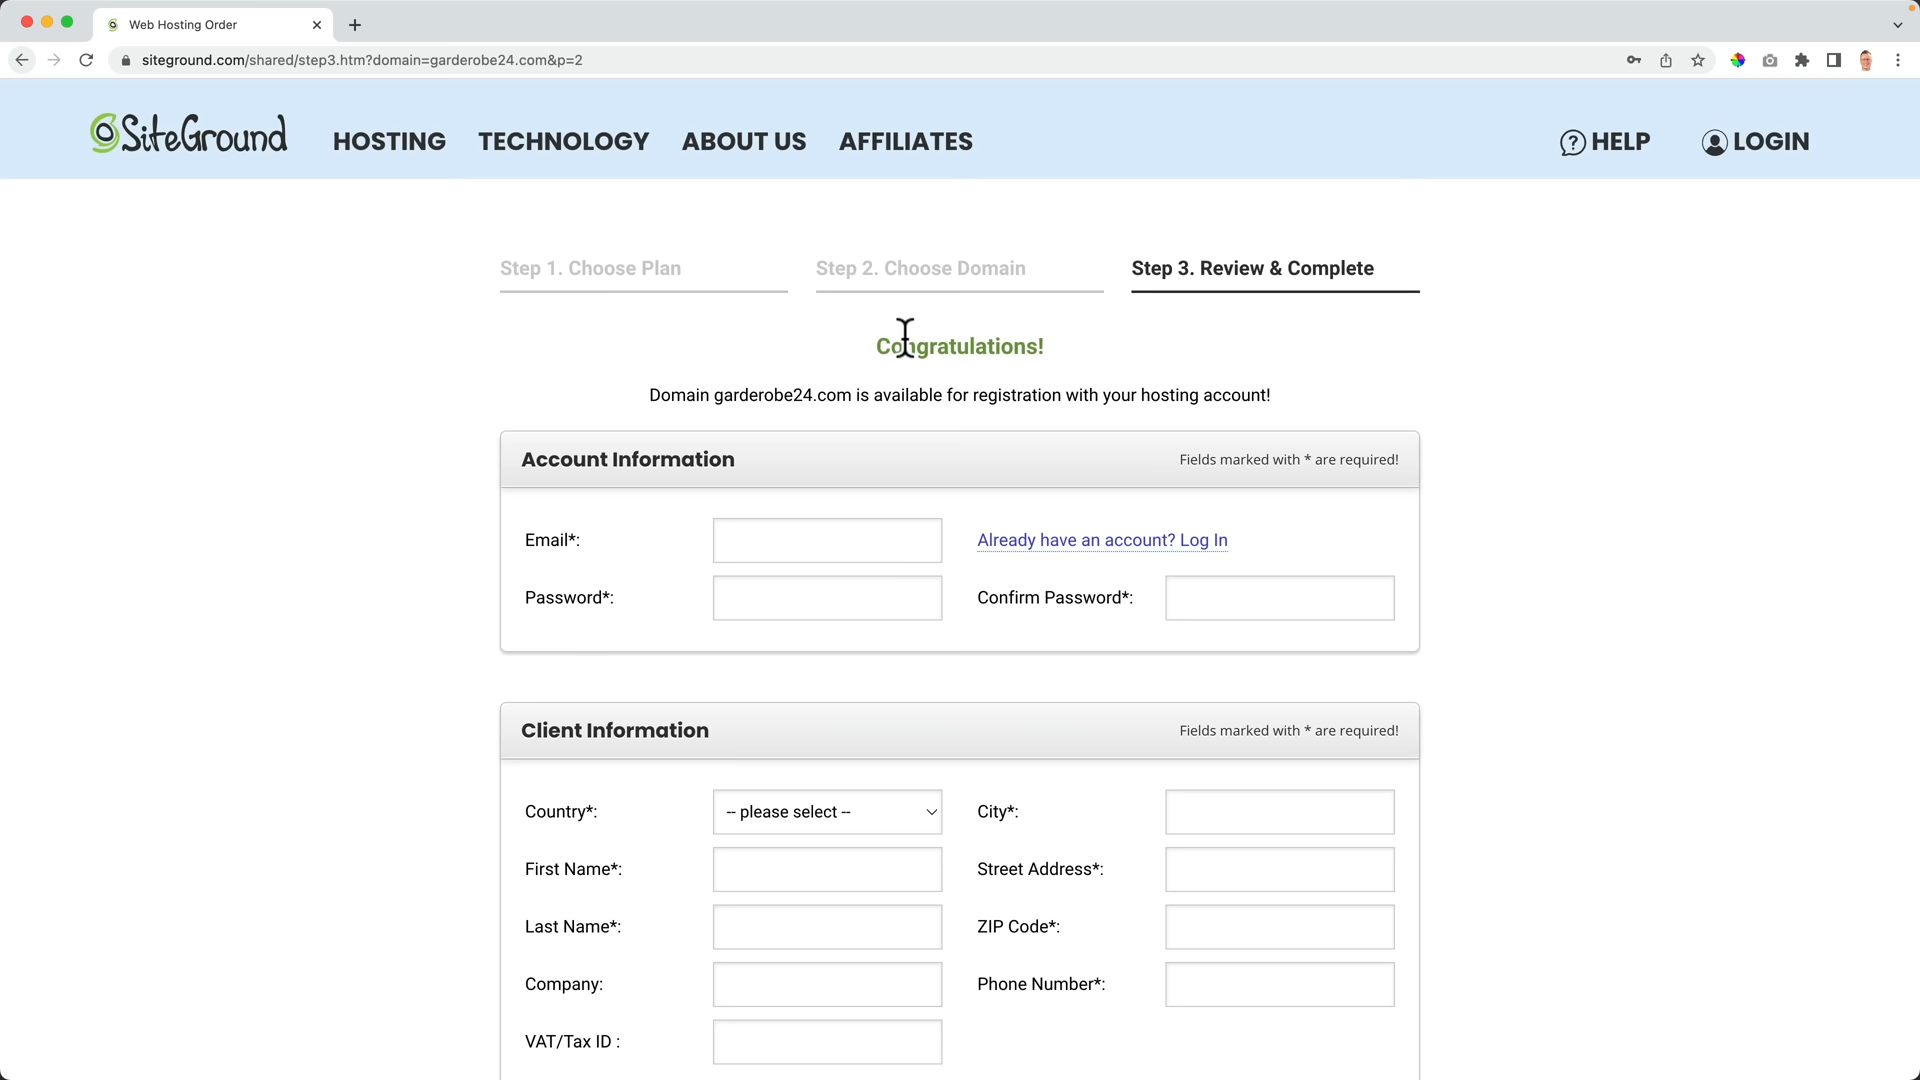 Web Hosting Order
siteground.com/shared/step3.htm?domain=garderobe24.com&p=2
SiteGround HOSTING TECHNOLOGY ABOUT US AFFILIATES HELP LOGIN
Step 1. Choose Plan Step 2. Choose Domain Step 3. Review & Complete
Congratulations!
Domain garderobe24.com is available for registration with your hosting account!
Account Information Fields marked with * are required!
Email*: Already have an account? Log In
Password*: Confirm Password*:
Client Information Fields marked with * are required!
Country*: -- please select -- City*:
First Name*: Street Address*:
Last Name*: ZIP Code*:
Company: Phone Number*:
VAT/Tax ID :